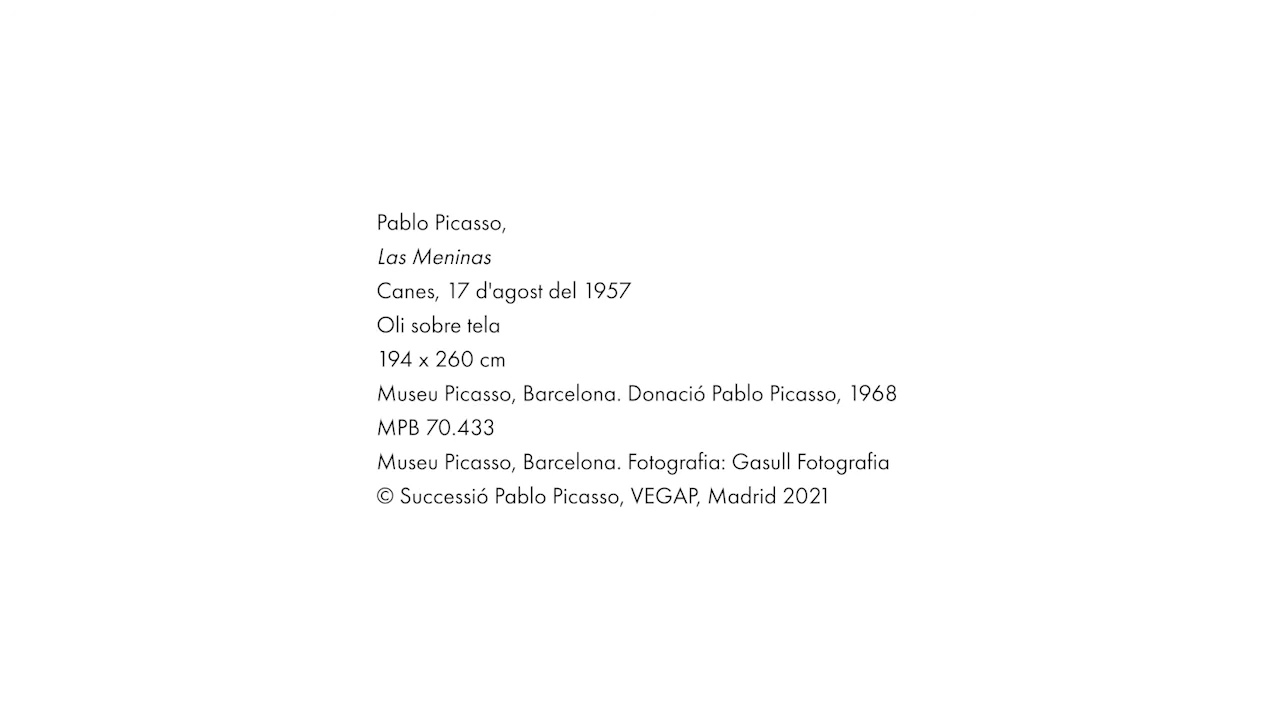 Pablo Picasso,
Las Meninas
Canes, 17 d'agost del 1957
Oli sobre tela
194 x 260 cm
Museu Picasso, Barcelona. Donació Pablo Picasso, 1968
MPB 70.433
Museu Picasso, Barcelona. Fotografia: Gasull Fotografia
© Successió Pablo Picasso, VEGAP, Madrid 2021